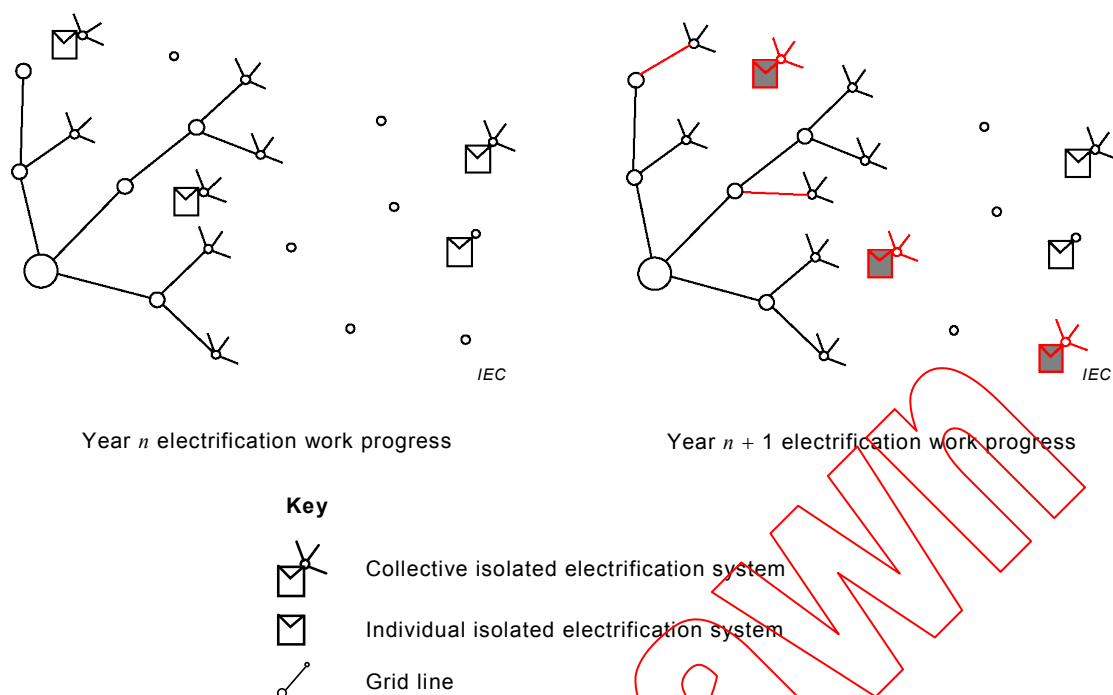 IEC
IEC
Year n electrification work progress
Year n + 1 electrification work progress
Key
Collective isolated electrification system
Individual isolated electrification system
Grid line